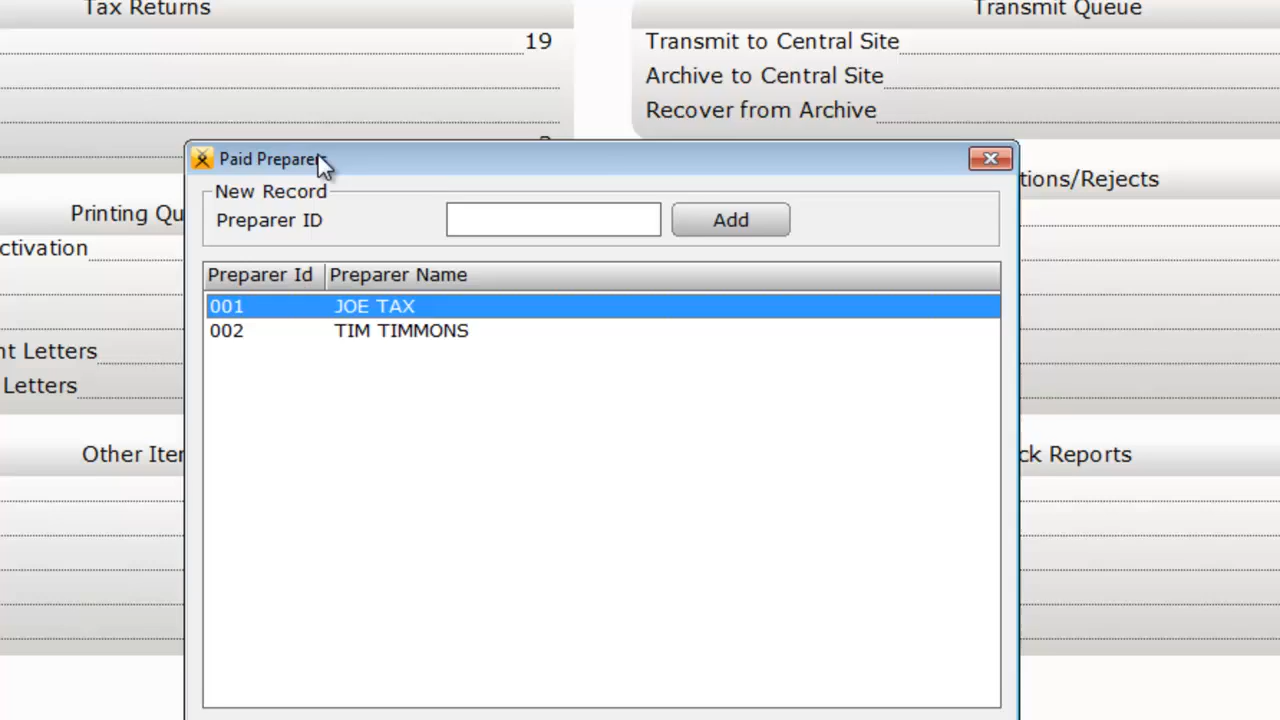 Tax Returns
Transmit Queue
19
Transmit to Central Site
Archive to Central Site
Recover from Archive
Paid Preparer
New Record
Preparer ID
Add
tions/Rejects
Printing Qu
ctivation
Preparer Id Preparer Name
001 JOE TAX
002 TIM TIMMONS
nt Letters
Letters
Other Iter
ck Reports